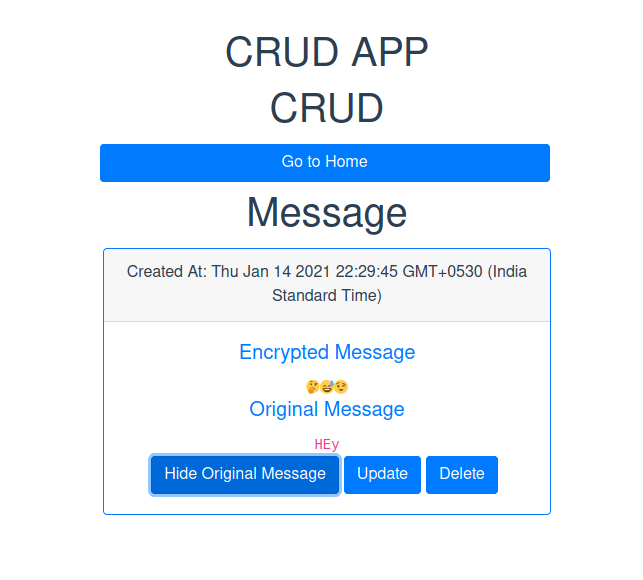 CRUD APP
CRUD
Go to Home
Message
Created At: Thu Jan 14 2021 22:29:45 GMT+0530 (India
Standard Time)
Encrypted Message
🤔😅🤨
Original Message
HEy
Hide Original Message Update Delete